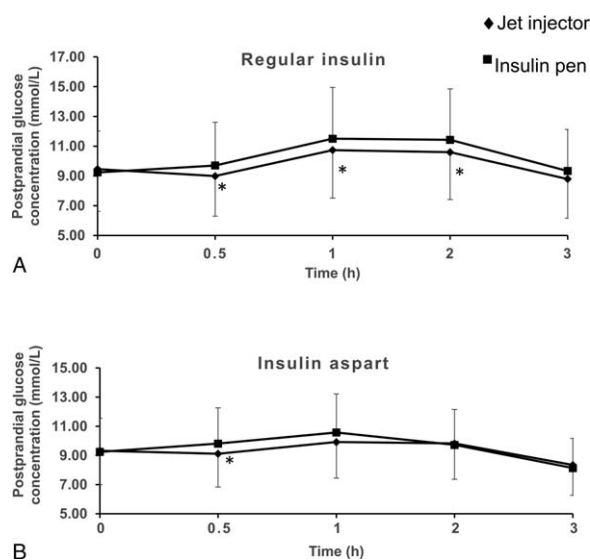 Jet injector
Insulin pen
Regular insulin
Postprandial glucose
concentration (mmol/L)
17.00
15.00
13.00
11.00
9.00
7.00
5.00
0 0.5 1 2 3
* * *
Time (h)
A
Insulin aspart
Postprandial glucose
concentration (mmol/L)
15.00
13.00
11.00
9.00
7.00
5.00
0 0.5 1 2 3
*
Time (h)
B